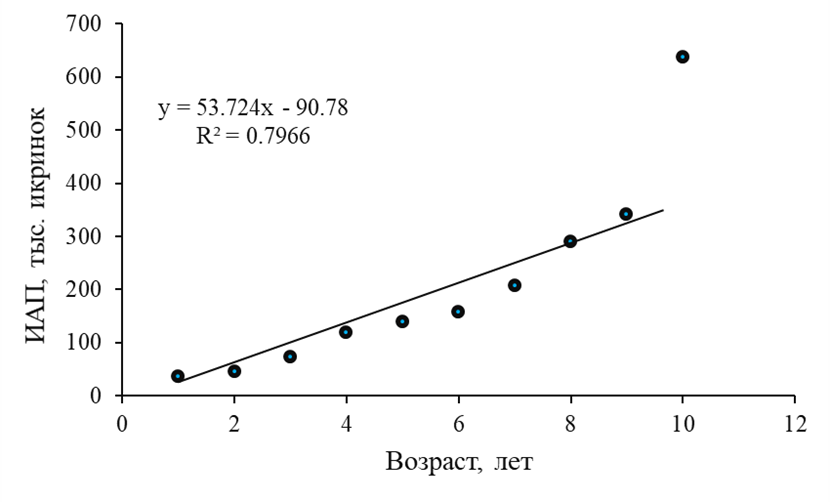 700
600
500
400
300
200
100
0
y = 53.724x - 90.78
R² = 0.7966
ИАП, тыс. икринок
0 2 4 6 8 10 12
Возраст, лет